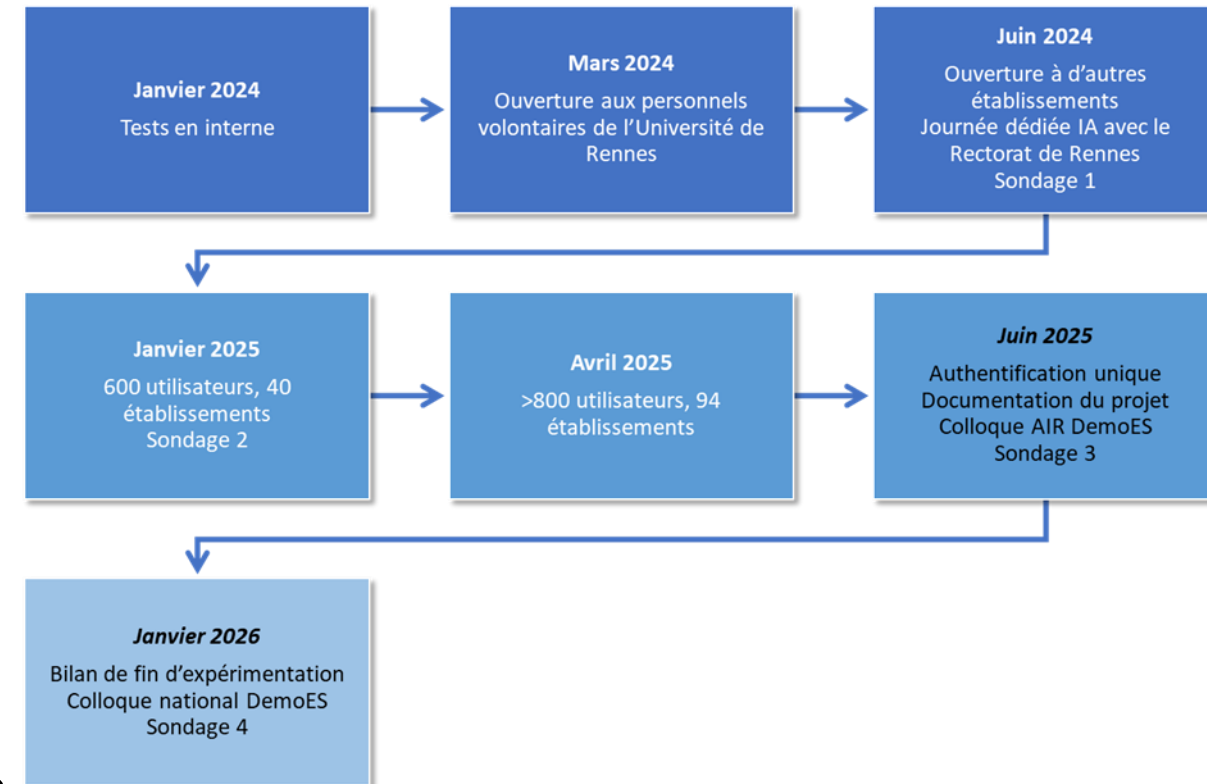 Janvier 2024
Tests en interne
Mars 2024
Ouverture aux personnels
volontaires de l’Université de
Rennes
Juin 2024
Ouverture à d’autres
établissements
Journée dédiée IA avec le
Rectorat de Rennes
Sondage 1
Janvier 2025
600 utilisateurs, 40
établissements
Sondage 2
Avril 2025
>800 utilisateurs, 94
établissements
Juin 2025
Authentification unique
Documentation du projet
Colloque AIR DemoES
Sondage 3
Janvier 2026
Bilan de fin d’expérimentation
Colloque national DemoES
Sondage 4